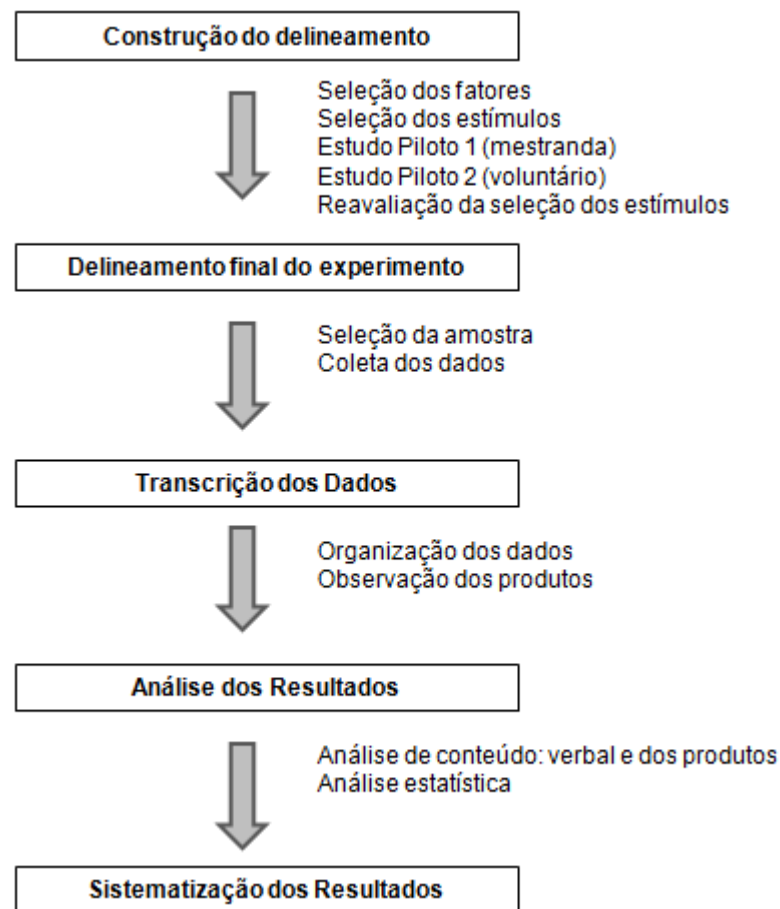 Construção do delineamento
Seleção dos fatores
Seleção dos estímulos
Estudo Piloto 1 (mestranda)
Estudo Piloto 2 (voluntário)
Reavaliação da seleção dos estímulos
Delineamento final do experimento
Seleção da amostra
Coleta dos dados
Transcrição dos Dados
Organização dos dados
Observação dos produtos
Análise dos Resultados
Análise de conteúdo: verbal e dos produtos
Análise estatística
Sistematização dos Resultados